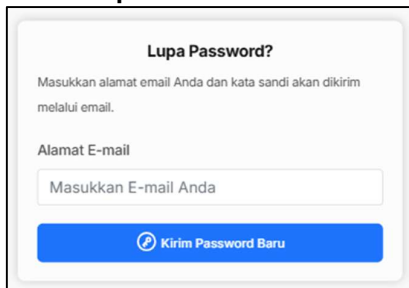 Lupa Password?
Masukkan alamat email Anda dan kata sandi akan dikirim
melalui email.
Alamat E-mail
Masukkan E-mail Anda
Kirim Password Baru